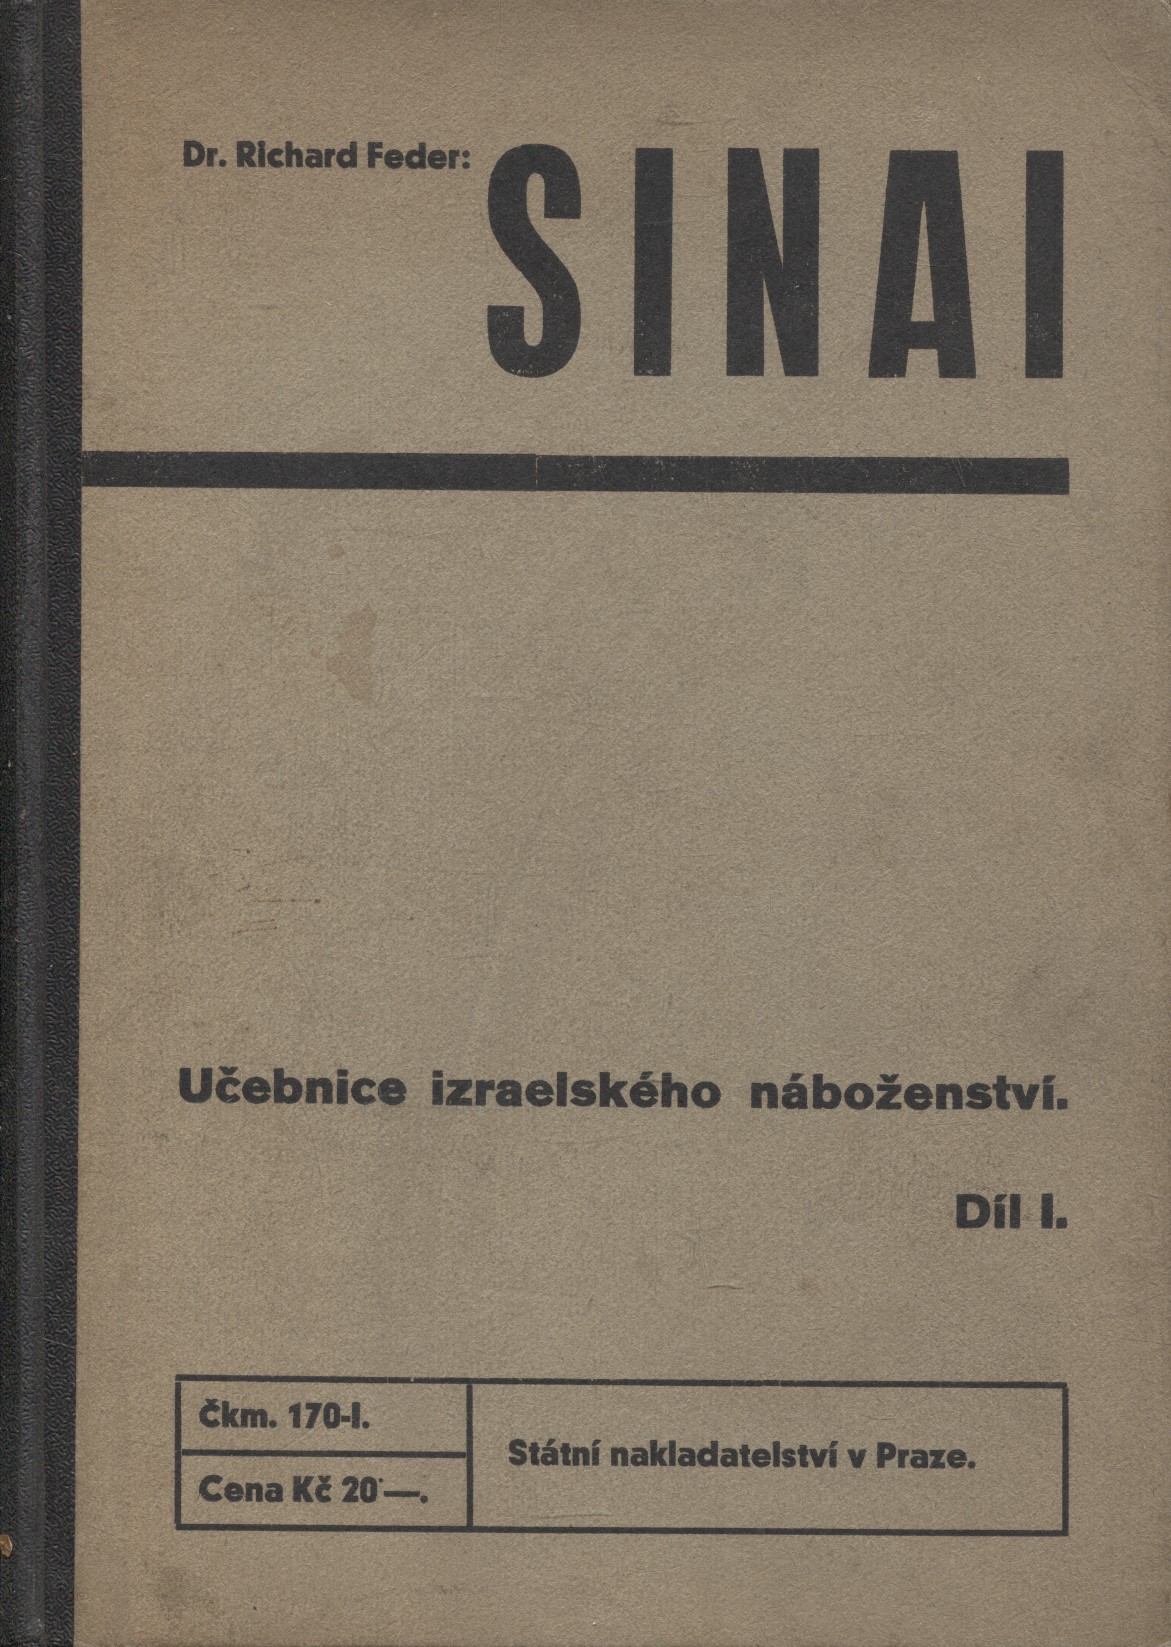 Dr. Richard Feder: SINAI
Učebnice izraelského náboženství.
Díl I.
Čkm. 170-I.
Cena Kč 20·—.
Státní nakladatelství v Praze.